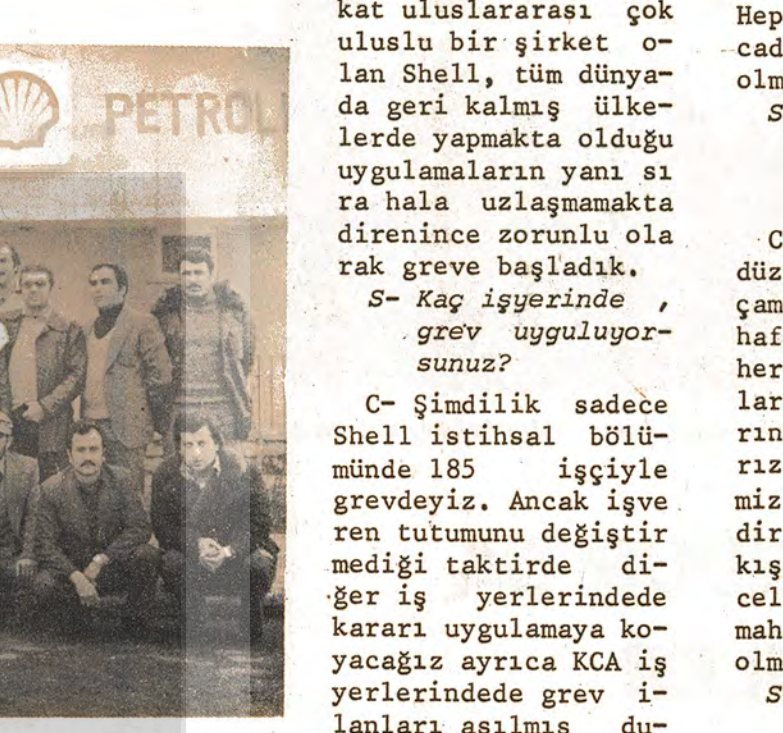 PETROL
kat uluslararası çok
uluslu bir şirket o-
lan Shell, tüm dünya-
da geri kalmış ülke-
lerde yapmakta olduğu
uygulamaların yanı sı
ra hala uzlaşmamakta
direnince zorunlu ola
rak greve başladık.
S- Kaç işyerinde ,
grev uyguluyor-
sunuz?
C- Şimdilik sadece
Shell istihsal bölü-
münde 185 işçiyle
grevdeyiz. Ancak işve
ren tutumunu değiştir
mediği taktirde di-
ğer iş yerlerindede
kararı uygulamaya ko-
yacağız ayrıca KCA iş
yerlerindede grev i-
lanları asılmış du-
Hep
cad
olm
S
C
düz
çam
haf
her
lar
rın
rız
miz
dir
kış
cel
mah
olm
S